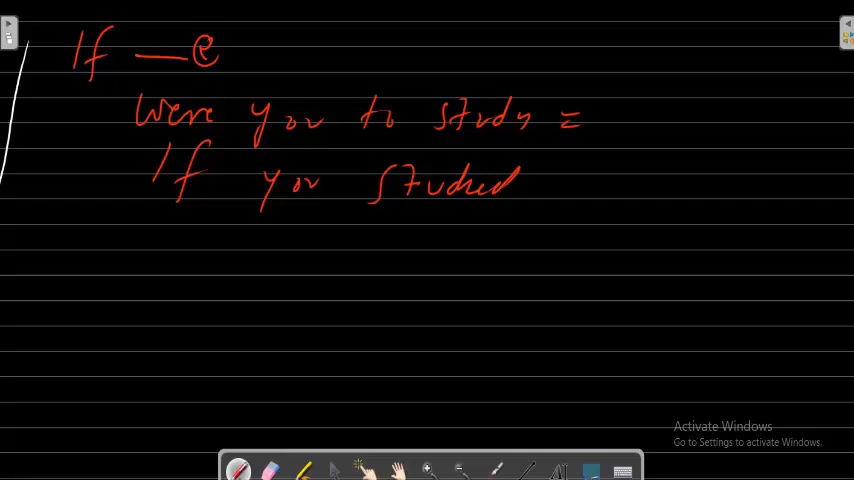 If —
Were you to study =
If you studied
Activate Windows
Go to Settings to activate Windows.